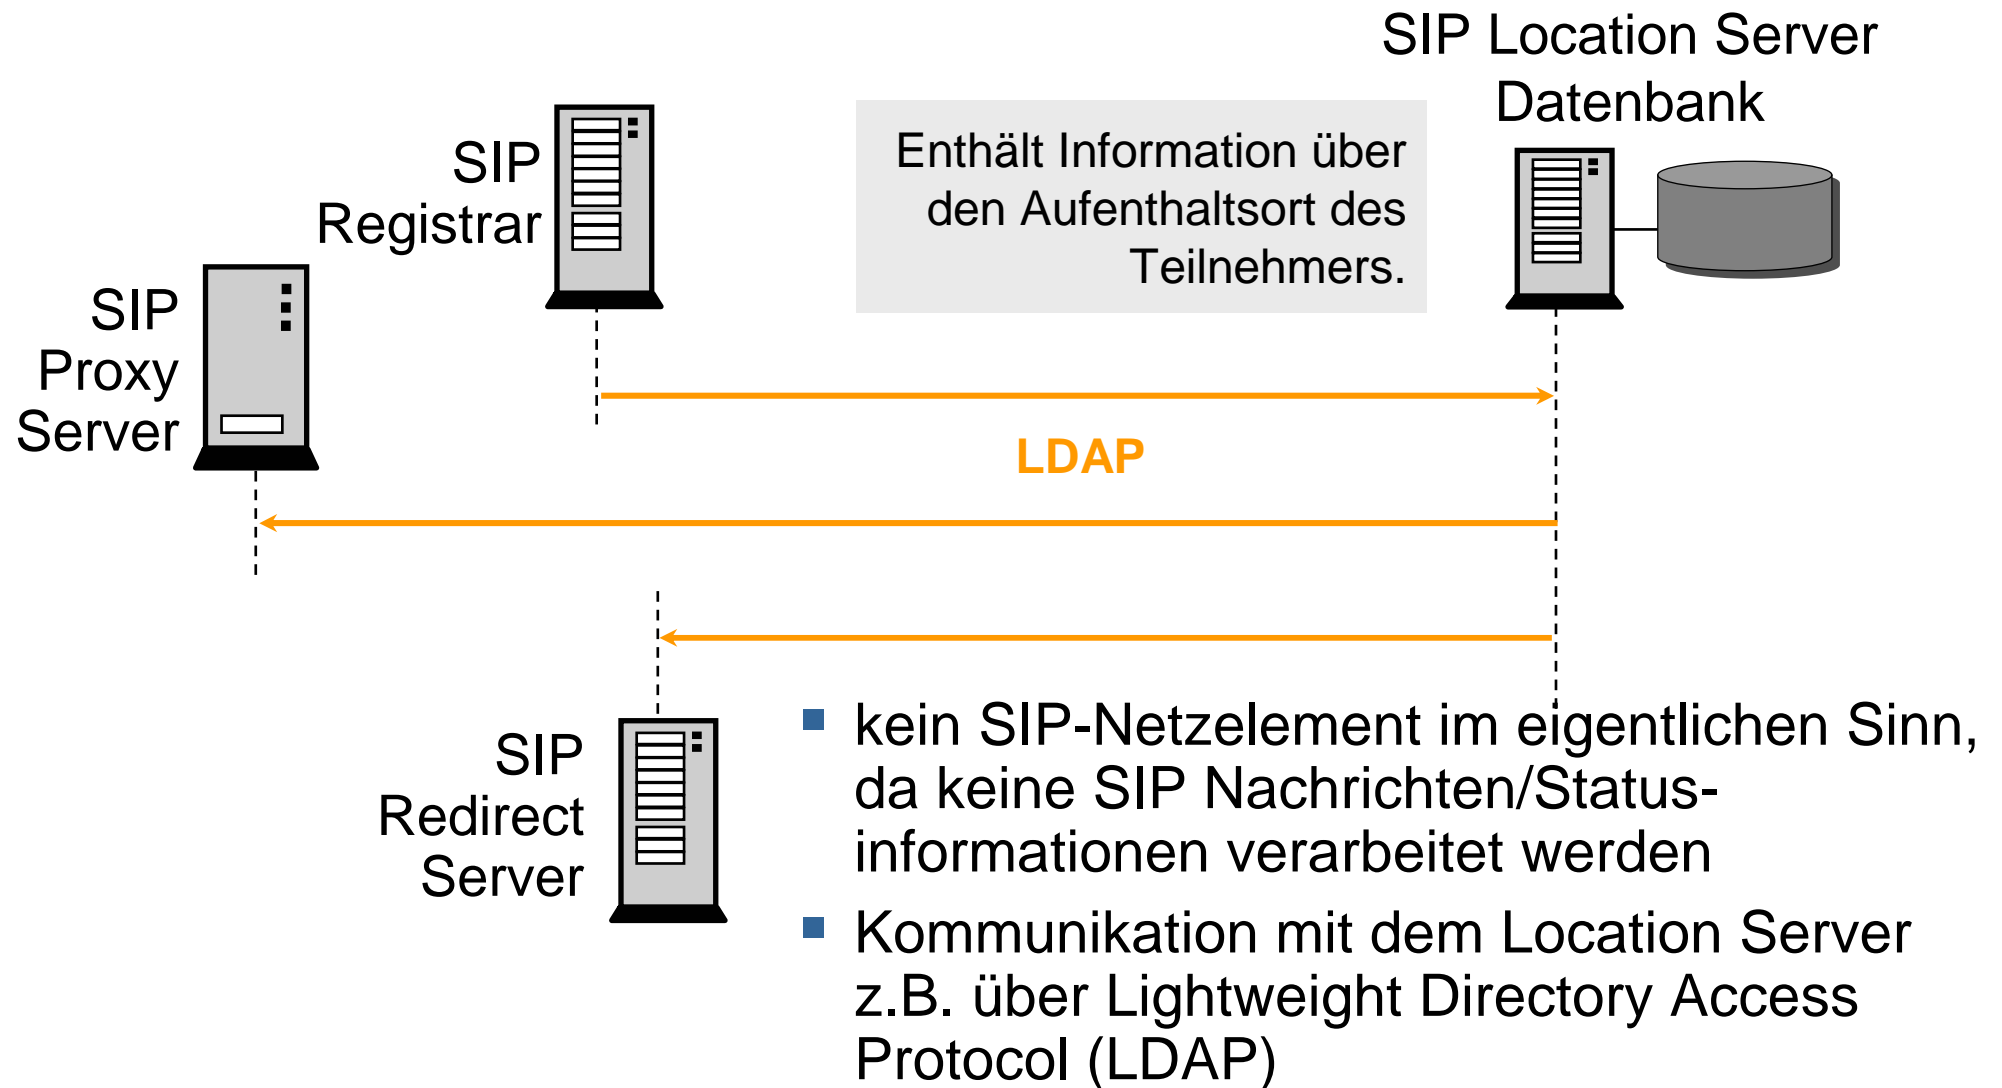 SIP Location Server
Datenbank
SIP
Registrar
Enthält Information über
den Aufenthaltsort des
Teilnehmers.
SIP
Proxy
Server
LDAP
SIP
Redirect
Server
kein SIP-Netzelement im eigentlichen Sinn,
da keine SIP Nachrichten/Status-
informationen verarbeitet werden
Kommunikation mit dem Location Server
z.B. über Lightweight Directory Access
Protocol (LDAP)